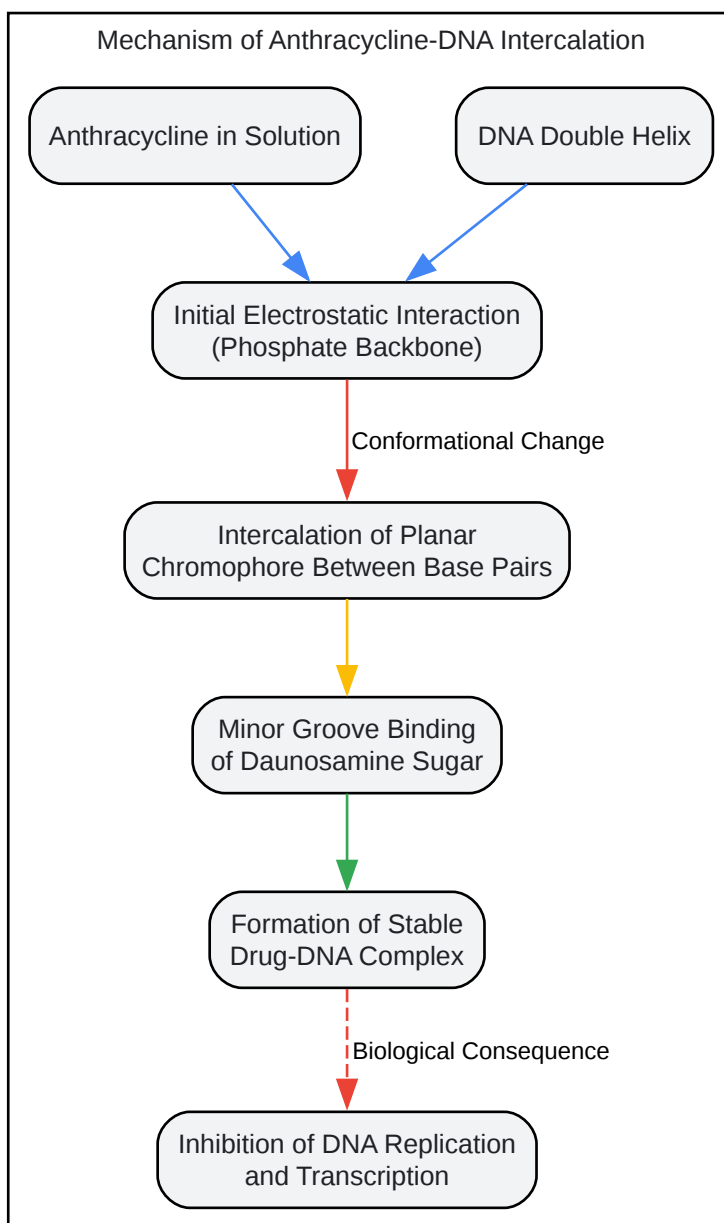 Mechanism of Anthracycline-DNA Intercalation
Anthracycline in Solution
DNA Double Helix
Initial Electrostatic Interaction
(Phosphate Backbone)
Conformational Change
Intercalation of Planar
Chromophore Between Base Pairs
Minor Groove Binding
of Daunosamine Sugar
Formation of Stable
Drug-DNA Complex
Biological Consequence
Inhibition of DNA Replication
and Transcription